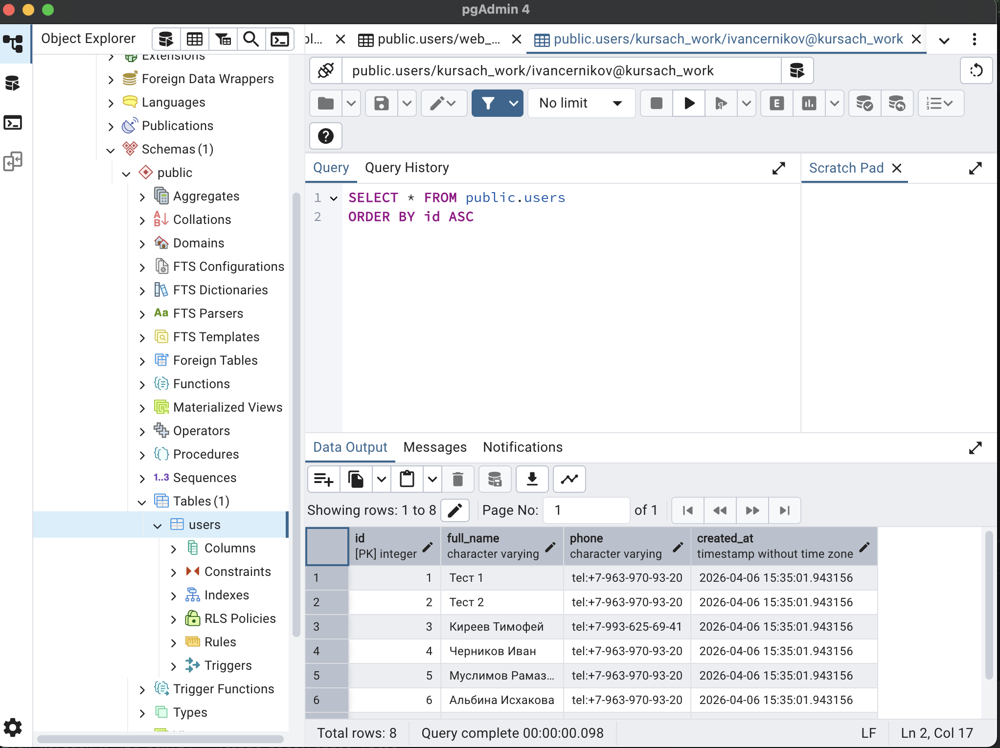 pgAdmin 4
Object Explorer
Extensions
Foreign Data Wrappers
Languages
Publications
Schemas (1)
public
Aggregates
Collations
Domains
FTS Configurations
FTS Dictionaries
Aa FTS Parsers
FTS Templates
Foreign Tables
Functions
Materialized Views
Operators
Procedures
1..3 Sequences
Tables (1)
users
Columns
Constraints
Indexes
RLS Policies
Rules
Triggers
Trigger Functions
Types
public.users/web_...
public.users/kursach_work/ivancernikov@kursach_work
public.users/kursach_work/ivancernikov@kursach_work
No limit
Query
Query History
Scratch Pad
1 SELECT * FROM public.users
2 ORDER BY id ASC
Data Output
Messages
Notifications
Showing rows: 1 to 8
Page No: 1 of 1
id full_name phone created_at
[PK] integer character varying character varying timestamp without time zone
1 1 Тест 1 tel:+7-963-970-93-20 2026-04-06 15:35:01.943156
2 2 Тест 2 tel:+7-963-970-93-20 2026-04-06 15:35:01.943156
3 3 Киреев Тимофей tel:+7-993-625-69-41 2026-04-06 15:35:01.943156
4 4 Черников Иван tel:+7-963-970-93-20 2026-04-06 15:35:01.943156
5 5 Муслимов Рамаз... tel:+7-963-970-93-20 2026-04-06 15:35:01.943156
6 6 Альбина Исхакова tel:+7-963-970-93-20 2026-04-06 15:35:01.943156
Total rows: 8
Query complete 00:00:00.098
LF
Ln 2, Col 17